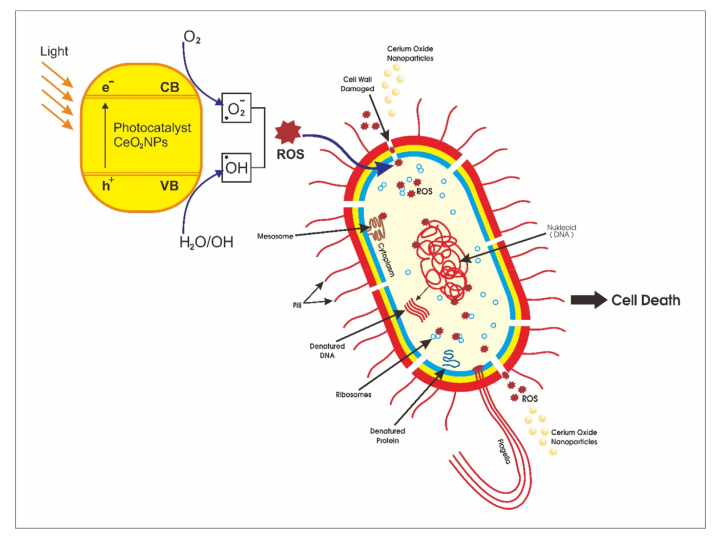 O₂
Light
e⁻ CB
Photocatalyst
CeO₂NPs
h⁺ VB
H₂O/OH
•O₂⁻
•OH
ROS
Cerium Oxide
Nanoparticles
Cell Wall
Damaged
ROS
Nukleoid
(DNA)
Mesosome
Cytoplasm
Pili
Cell Death
Denatured
DNA
Ribosomes
ROS
Denatured
Protein
Flagella
Cerium Oxide
Nanoparticles